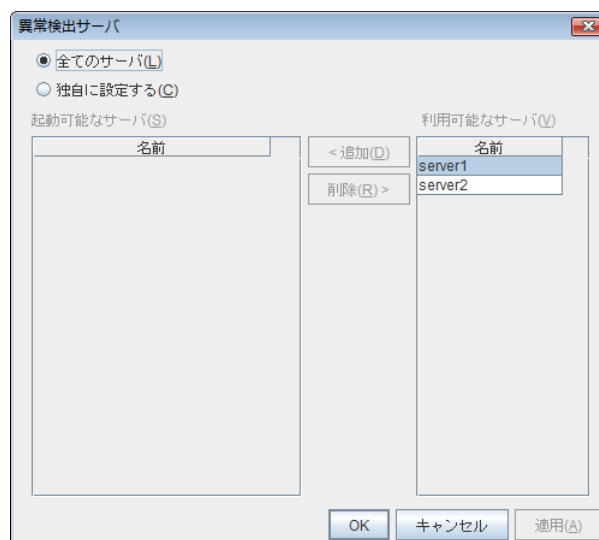 異常検出サーバ
全てのサーバ(L)
独自に設定する(C)
起動可能なサーバ(S)
名前
< 追加(D)
削除(R) >
利用可能なサーバ(V)
名前
server1
server2
OK
キャンセル
適用(A)